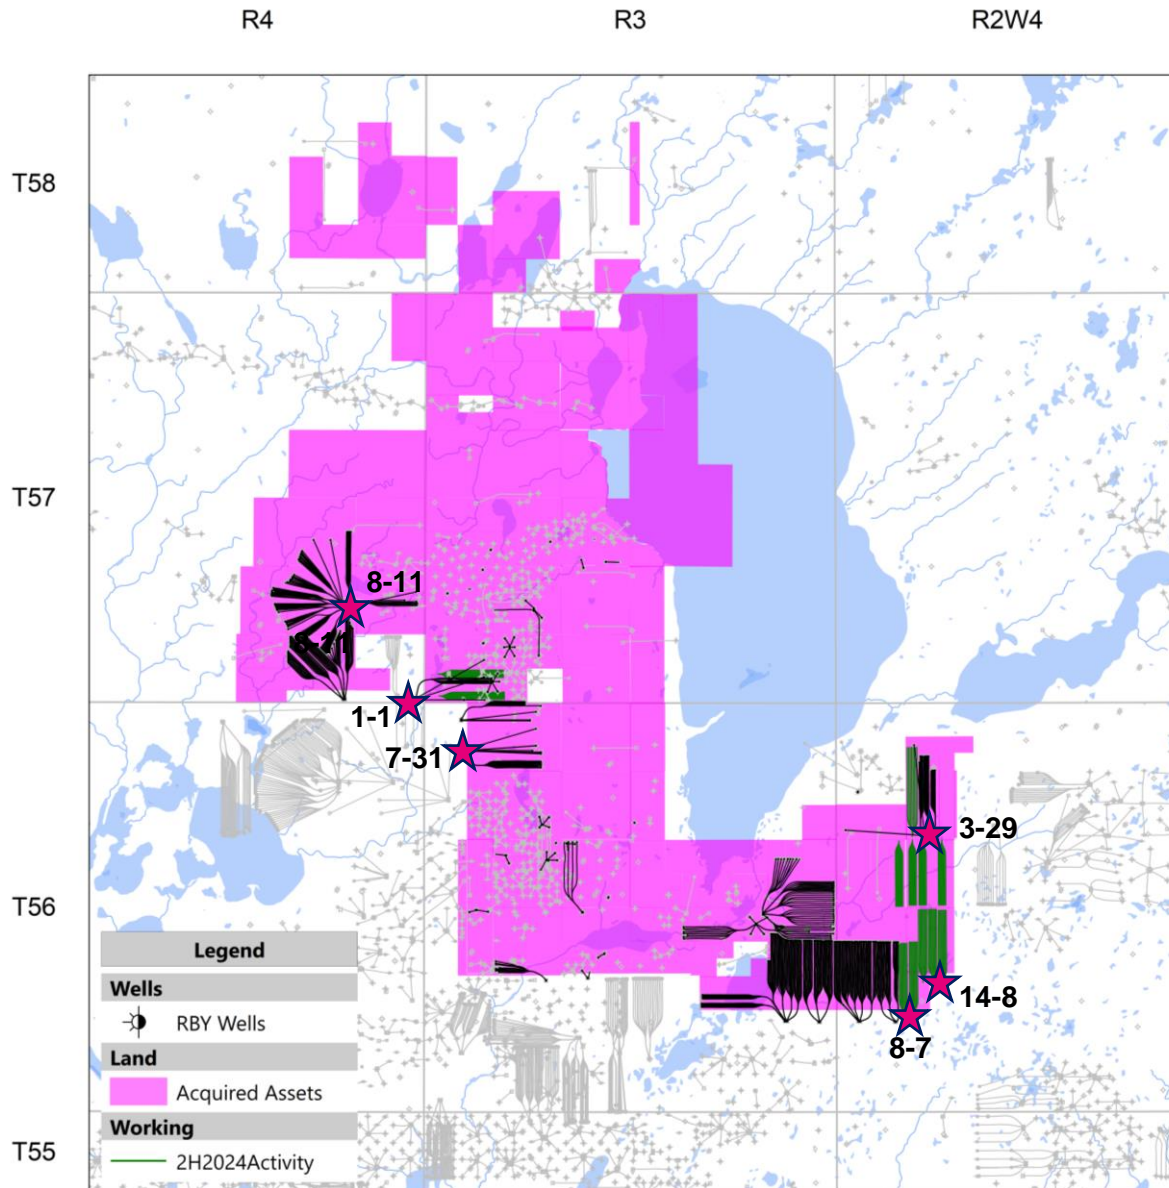 R4
R3
R2W4
T58
T57
8-11
1-1
7-31
3-29
T56
14-8
8-7
Legend
Wells
RBY Wells
Land
Acquired Assets
Working
2H2024Activity
T55